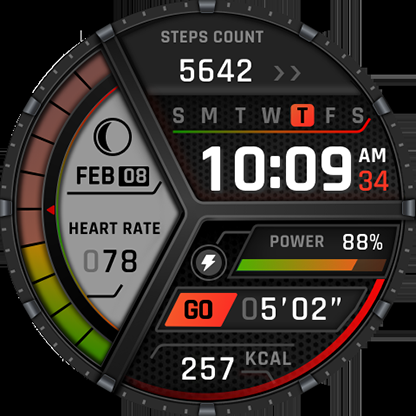 STEPS COUNT
5642 >>
S M T W T F S
10:09 AM
34
FEB 08
HEART RATE
078
POWER 88%
GO 05'02"
257 KCAL